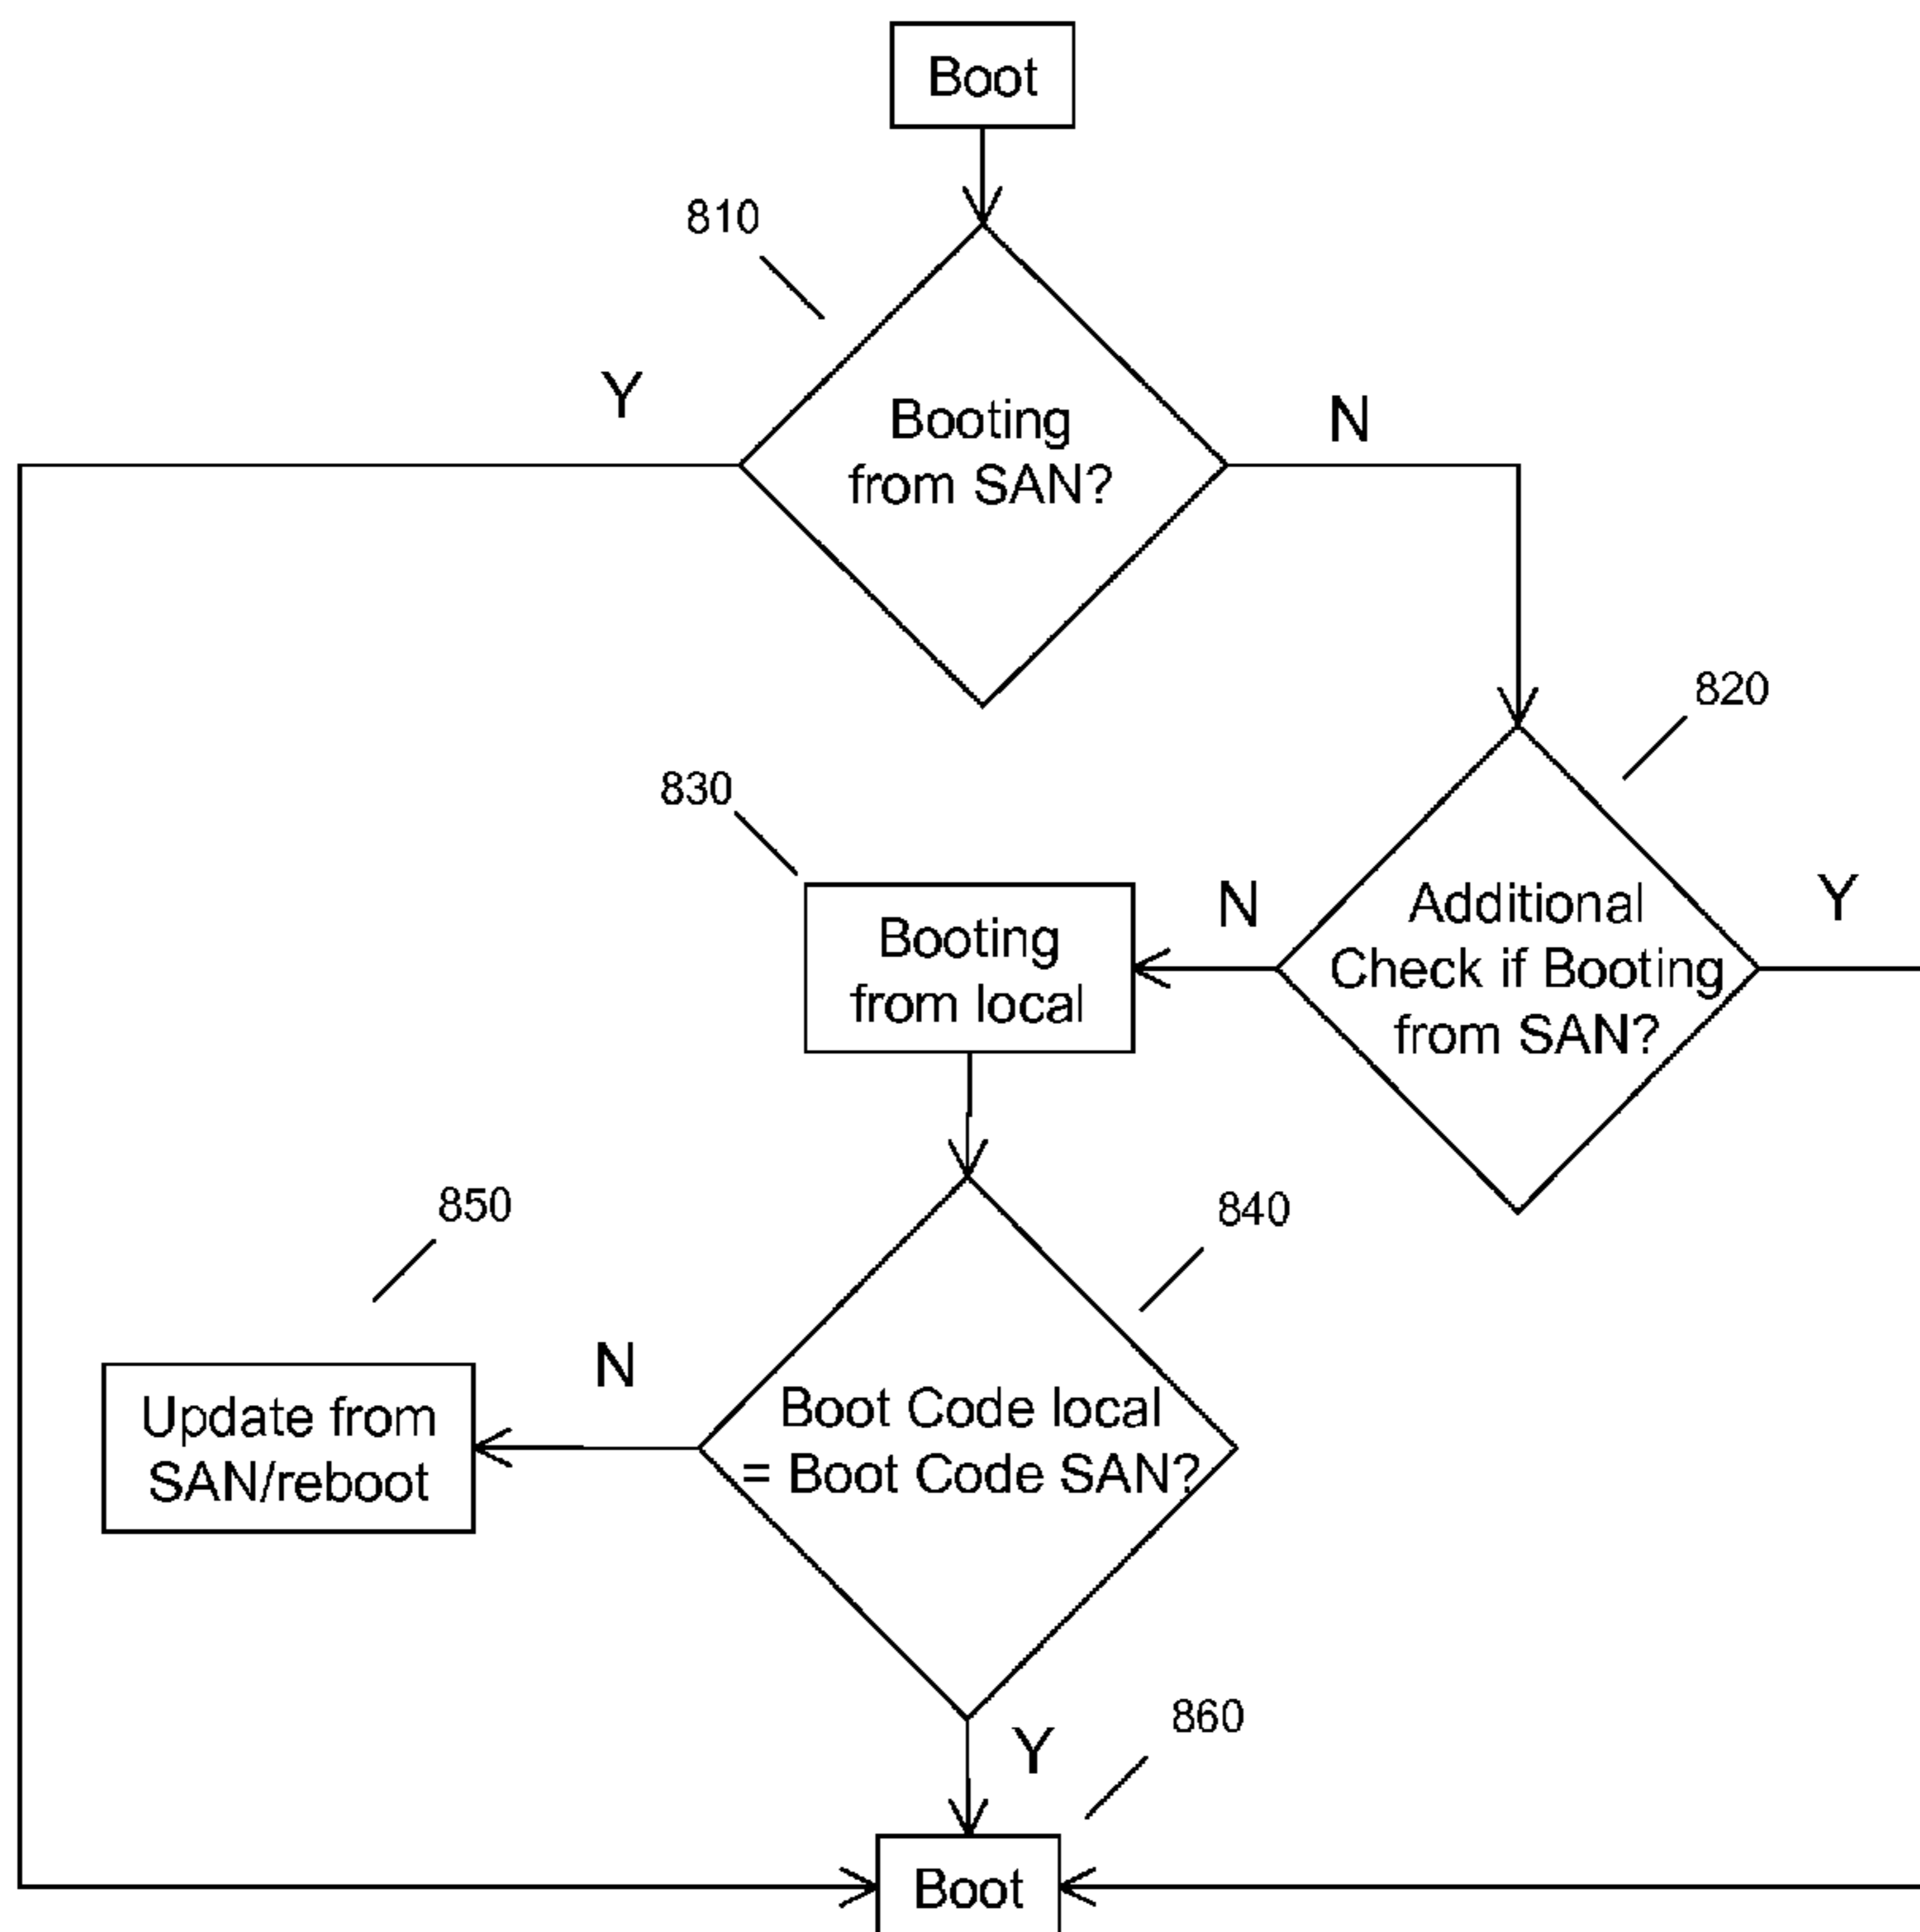 Boot
810
Y
Booting
from SAN?
N
820
830
Booting
from local
N
Additional
Check if Booting
from SAN?
Y
850
840
Update from
SAN/reboot
N
Boot Code local
= Boot Code SAN?
Y
860
Boot